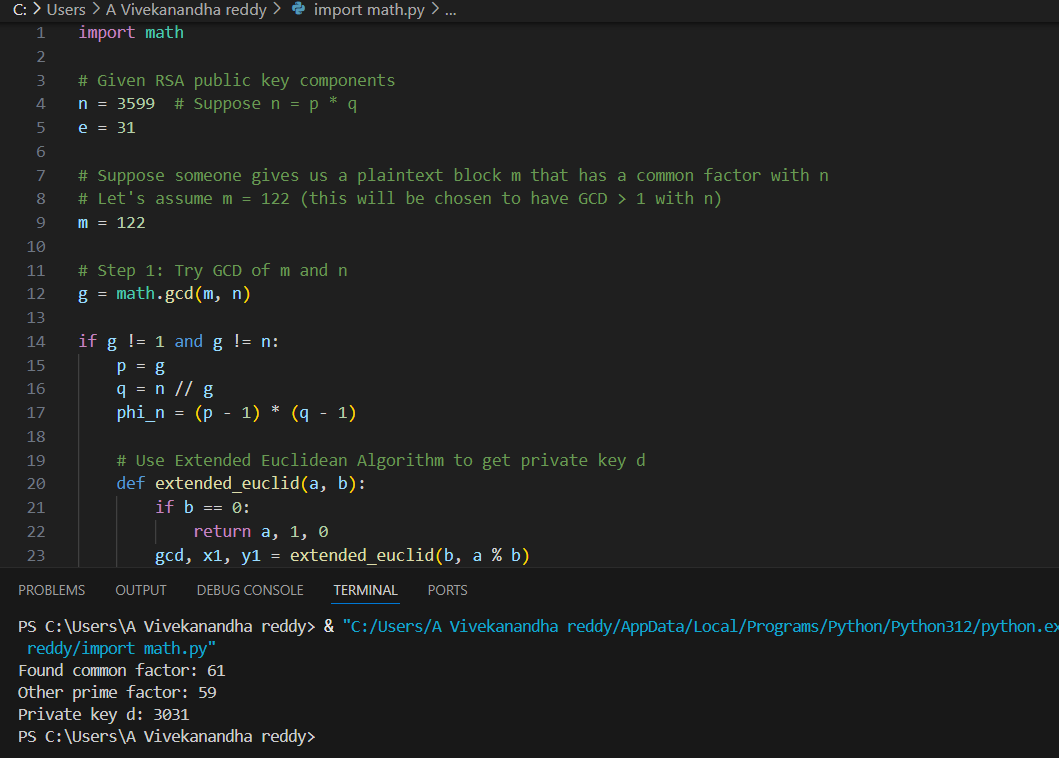 C: > Users > A Vivekanandha reddy > import math.py > ...
1 import math
2
3 # Given RSA public key components
4 n = 3599  # Suppose n = p * q
5 e = 31
6
7 # Suppose someone gives us a plaintext block m that has a common factor with n
8 # Let's assume m = 122 (this will be chosen to have GCD > 1 with n)
9 m = 122
10
11 # Step 1: Try GCD of m and n
12 g = math.gcd(m, n)
13
14 if g != 1 and g != n:
15     p = g
16     q = n // g
17     phi_n = (p - 1) * (q - 1)
18
19     # Use Extended Euclidean Algorithm to get private key d
20     def extended_euclid(a, b):
21         if b == 0:
22             return a, 1, 0
23         gcd, x1, y1 = extended_euclid(b, a % b)
PROBLEMS OUTPUT DEBUG CONSOLE TERMINAL PORTS
PS C:\Users\A Vivekanandha reddy> & "C:/Users/A Vivekanandha reddy/AppData/Local/Programs/Python/Python312/python.ex
reddy/import math.py"
Found common factor: 61
Other prime factor: 59
Private key d: 3031
PS C:\Users\A Vivekanandha reddy>